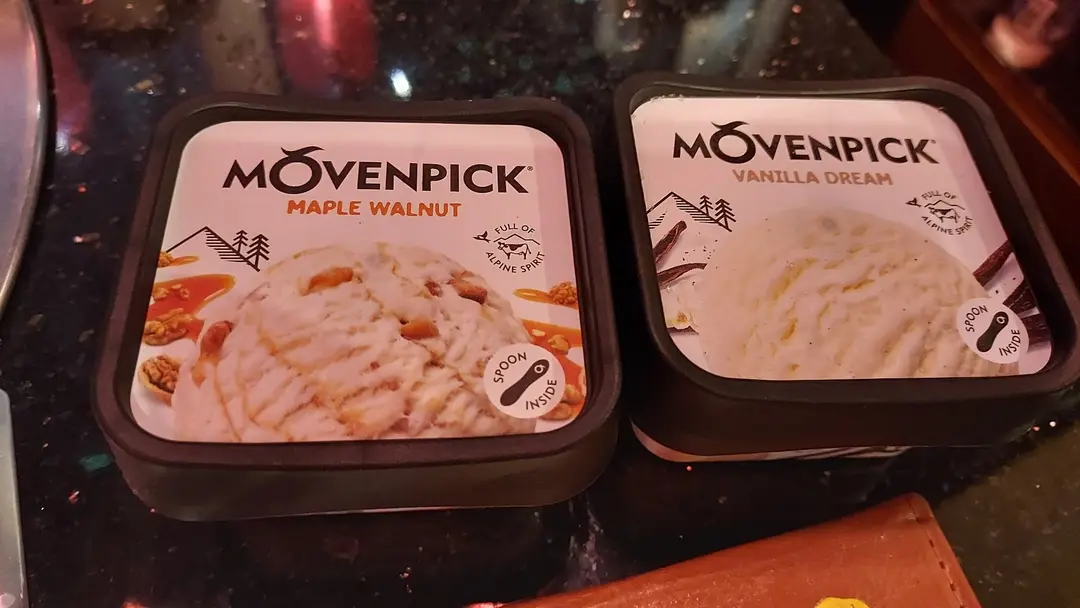 MÖVENPICK®
MAPLE WALNUT
FULL OF
ALPINE SPIRIT
SPOON
INSIDE
MÖVENPICK®
VANILLA DREAM
FULL OF
ALPINE SPIRIT
SPOON
INSIDE